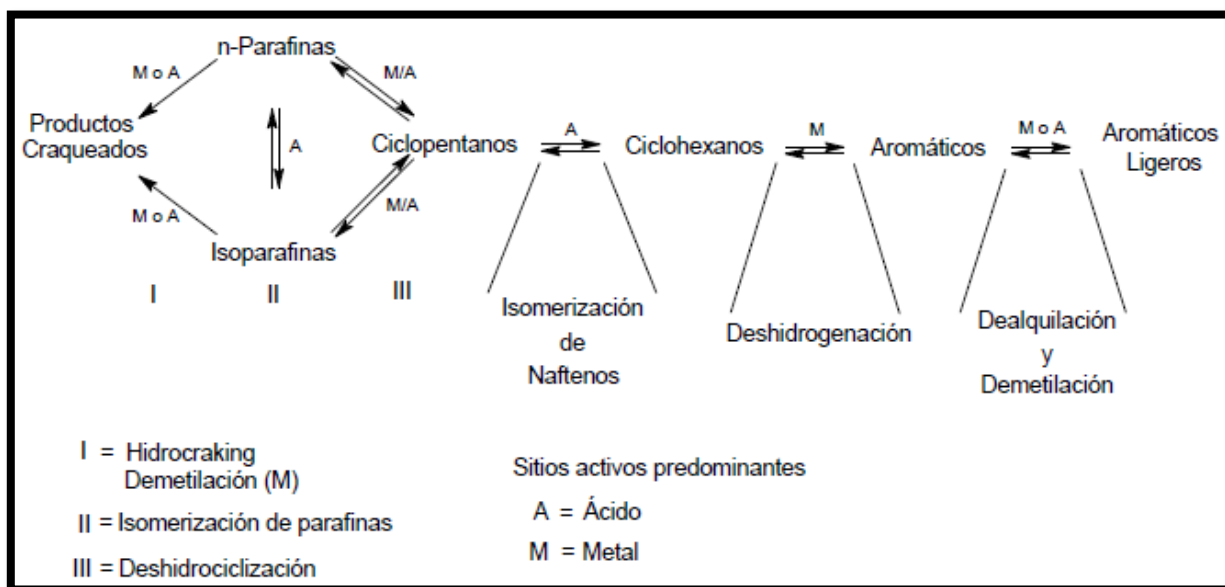 n-Parafinas
M o A
M/A
Productos
Craqueados
A
Ciclopentanos
A
Ciclohexanos
M
Aromáticos
M o A
Aromáticos
Ligeros
M o A
M/A
Isoparafinas
I
II
III
Isomerización
de
Naftenos
Deshidrogenación
Dealquilación
y
Demetilación
I = Hidrocraking
Demetilación (M)
II = Isomerización de parafinas
III = Deshidrociclización
Sitios activos predominantes
A = Ácido
M = Metal